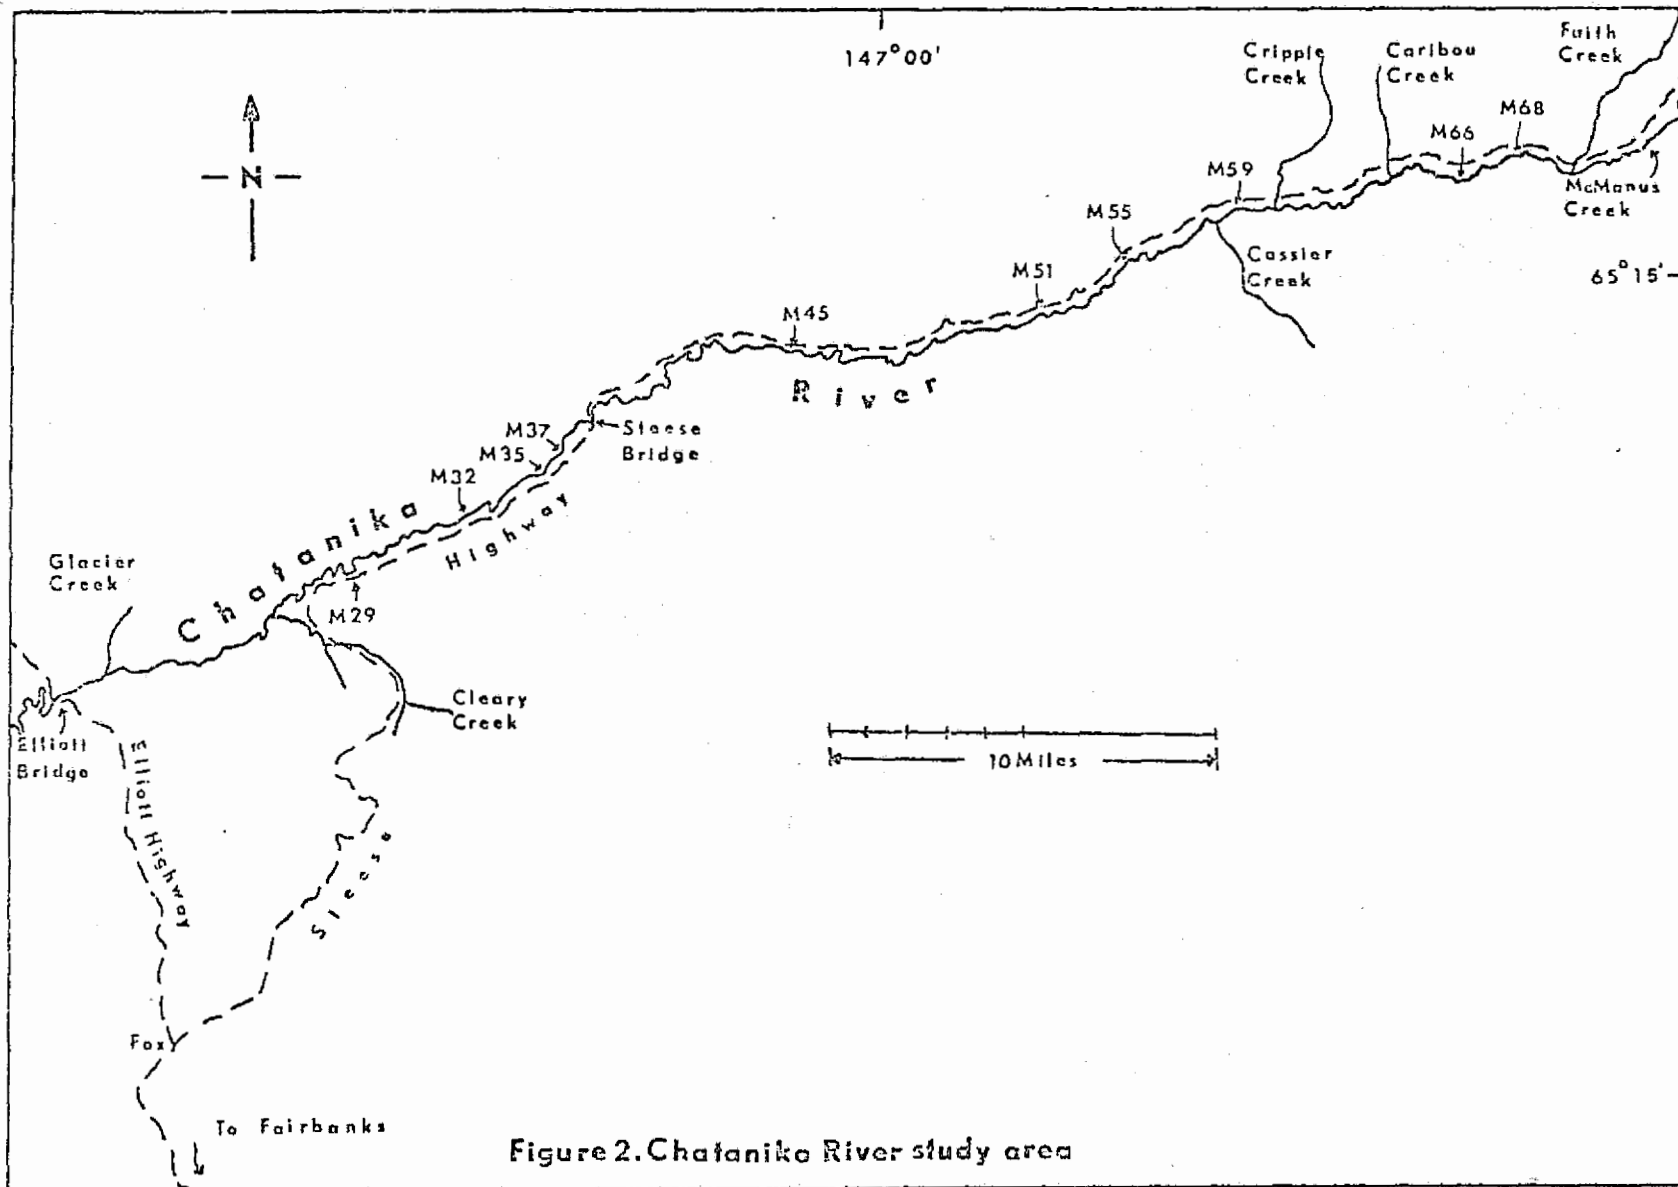 147°00'
Cripple
Creek
Caribou
Creek
Faith
Creek
N
M68
M66
M59
McManus
Creek
M55
Cassier
Creek
65°15'
M51
M45
River
M37
Steese
Bridge
M35
M32
Chatanika
Highway
Glacier
Creek
M29
Cleary
Creek
Elliott
Bridge
10 Miles
Elliott Highway
Steese
Fox
To Fairbanks
Figure 2. Chatanika River study area